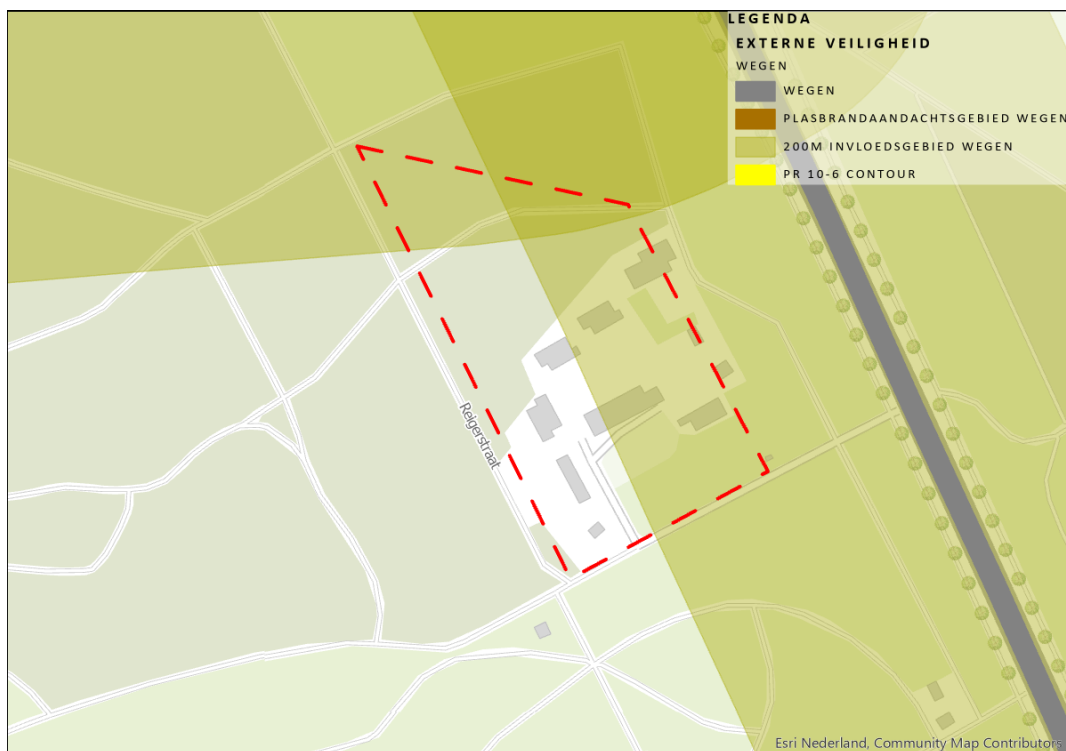 LEGENDA
EXTERNE VEILIGHEID
WEGEN
WEGEN
PLASBRANDAANDACHTSGEBIED WEGEN
200M INVLOEDSGEBIED WEGEN
PR 10-6 CONTOUR
Reigerstraat
Esri Nederland, Community Map Contributors